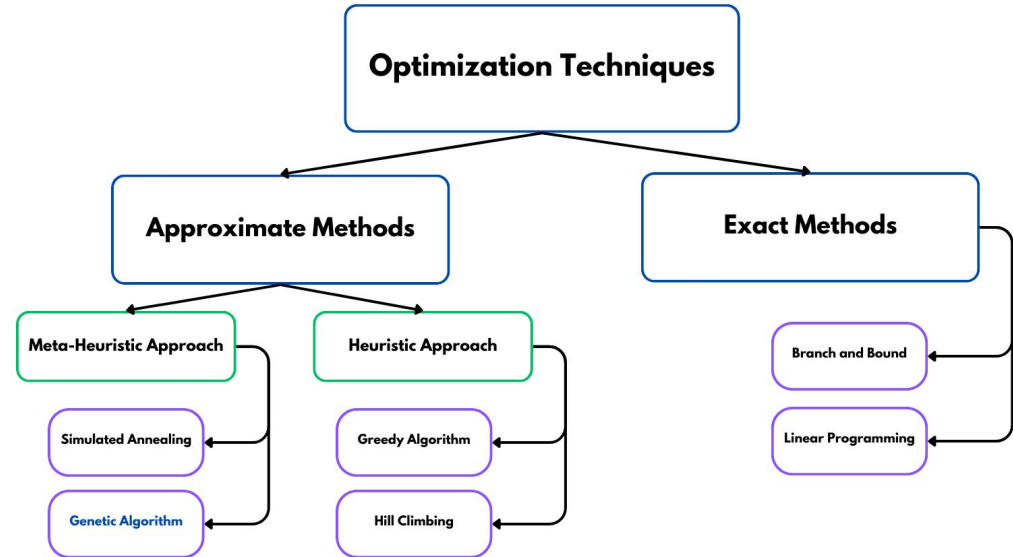 Optimization Techniques
Approximate Methods
Exact Methods
Meta-Heuristic Approach
Heuristic Approach
Branch and Bound
Simulated Annealing
Greedy Algorithm
Linear Programming
Genetic Algorithm
Hill Climbing